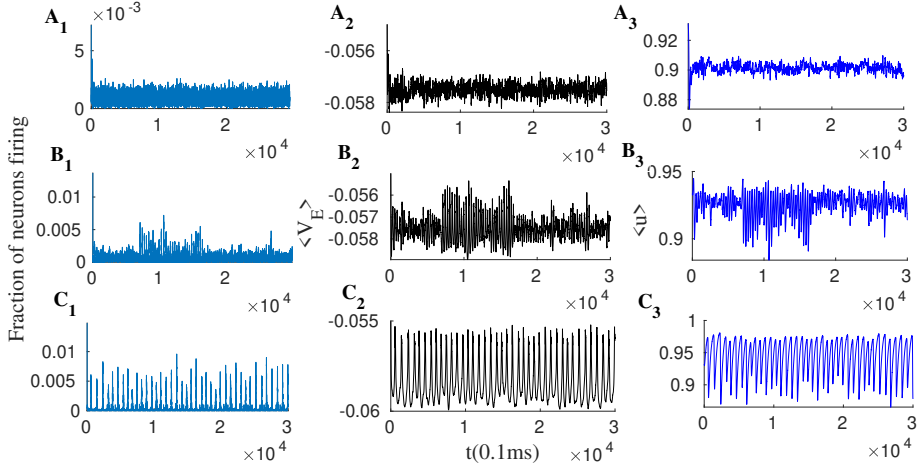 A1
×10^-3
5
0
0 1 2
×10^4
A2
-0.056
-0.058
0 1 2 3
×10^4
A3
0.92
0.9
0.88
0 1 2 3
×10^4
B1
0.01
0.005
0
0 1 2 3
×10^4
B2
-0.055
-0.056
-0.057
-0.058
0 1 2 3
×10^4
B3
0.95
0.9
0 1 2 3
×10^4
C1
0.01
0.005
0
0 1 2 3
×10^4
C2
-0.055
-0.06
0 1 2 3
×10^4
C3
1
0.95
0.9
0 1 2 3
×10^4
Fraction of neurons firing
<V_E>
<u>
t(0.1ms)